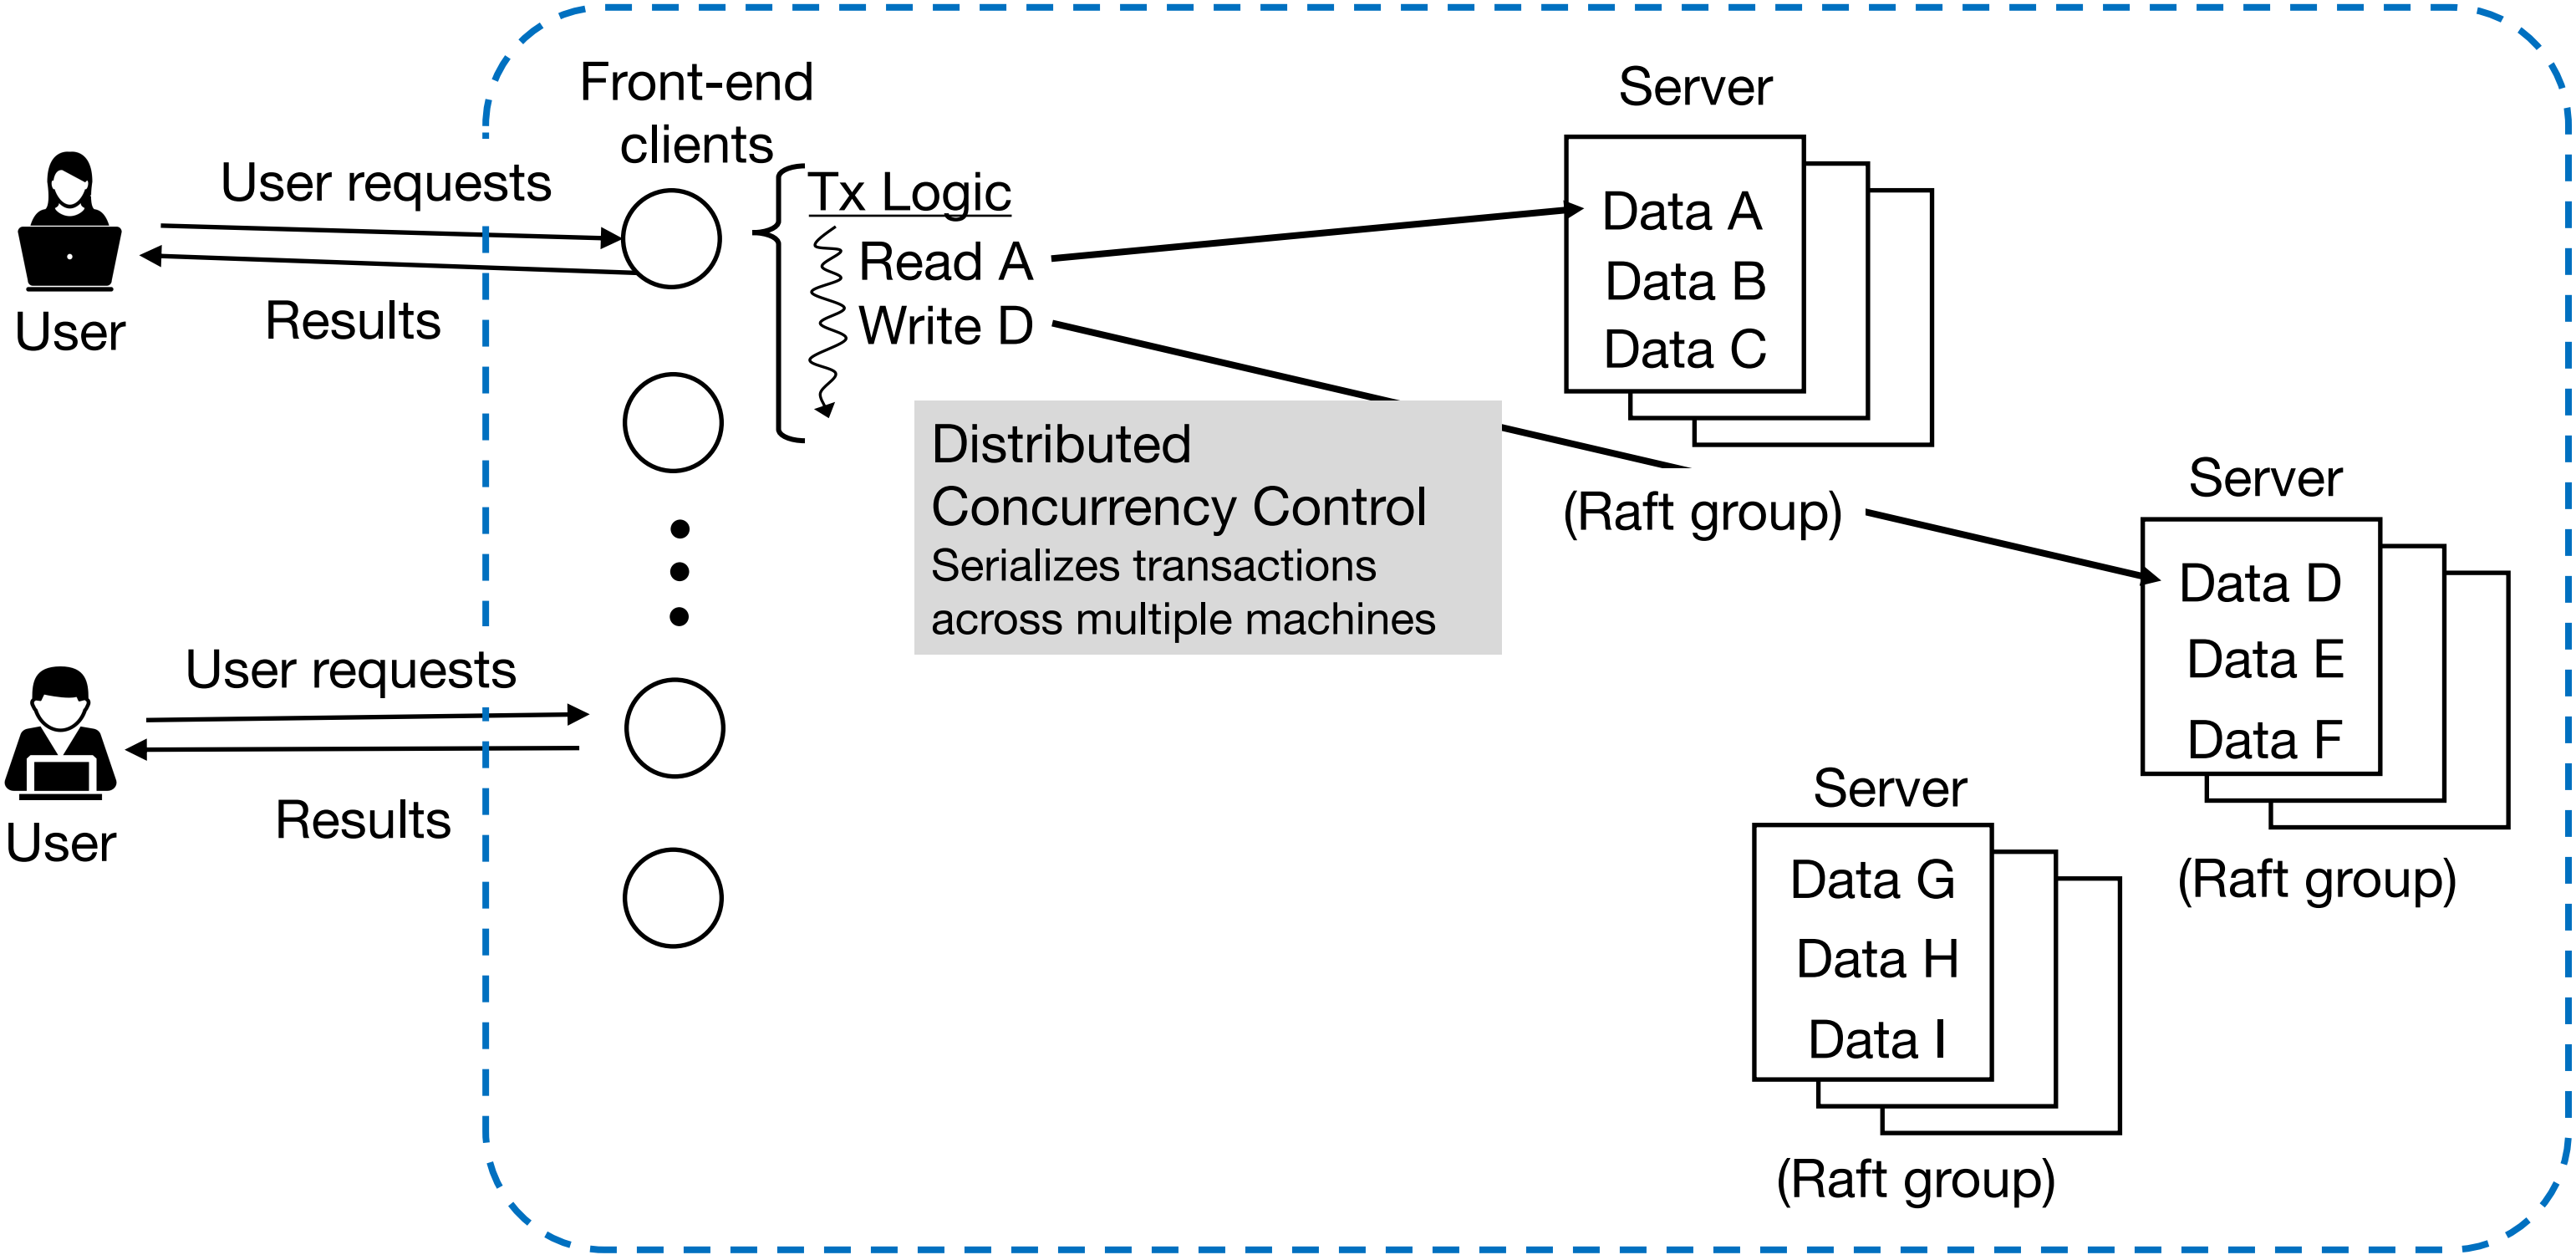 Front-end
clients
User requests
Results
User
Tx Logic
Read A
Write D
Distributed
Concurrency Control
Serializes transactions
across multiple machines
Server
Data A
Data B
Data C
(Raft group)
Server
Data D
Data E
Data F
(Raft group)
User requests
Results
User
Server
Data G
Data H
Data I
(Raft group)